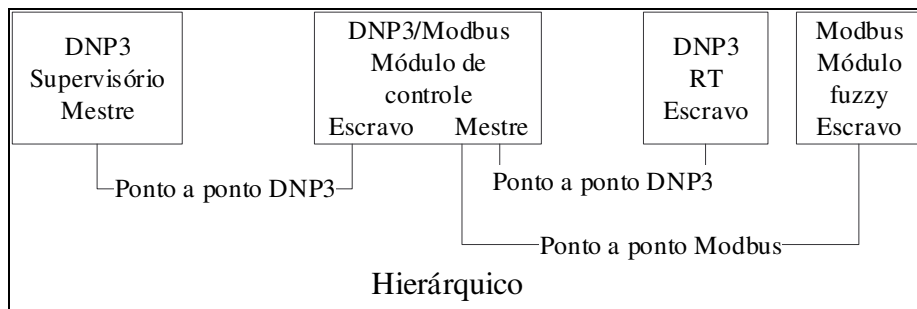 DNP3
Supervisório
Mestre
DNP3/Modbus
Módulo de
controle
Escravo Mestre
DNP3
RT
Escravo
Modbus
Módulo
fuzzy
Escravo
Ponto a ponto DNP3
Ponto a ponto DNP3
Ponto a ponto Modbus
Hierárquico